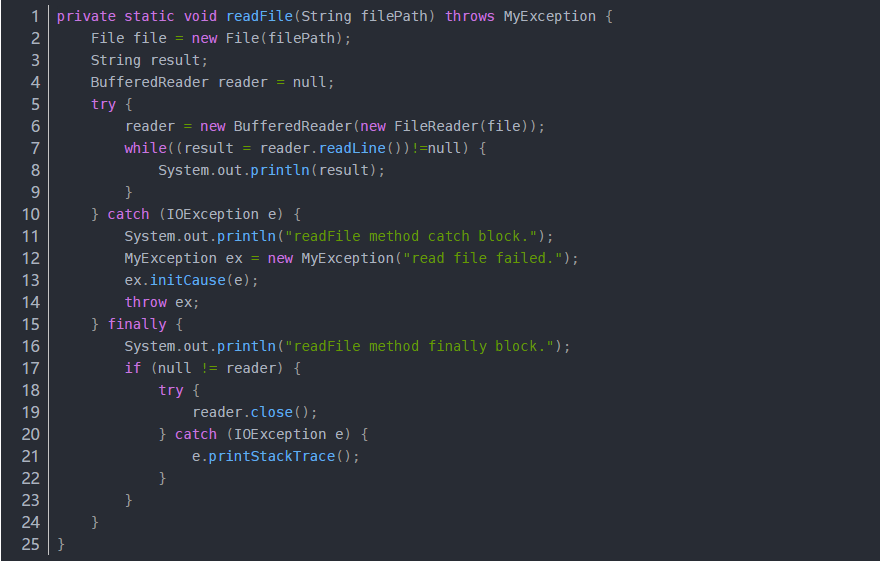 1 private static void readFile(String filePath) throws MyException {
2     File file = new File(filePath);
3     String result;
4     BufferedReader reader = null;
5     try {
6         reader = new BufferedReader(new FileReader(file));
7         while((result = reader.readLine())!=null) {
8             System.out.println(result);
9         }
10     } catch (IOException e) {
11         System.out.println("readFile method catch block.");
12         MyException ex = new MyException("read file failed.");
13         ex.initCause(e);
14         throw ex;
15     } finally {
16         System.out.println("readFile method finally block.");
17         if (null != reader) {
18             try {
19                 reader.close();
20             } catch (IOException e) {
21                 e.printStackTrace();
22             }
23         }
24     }
25 }